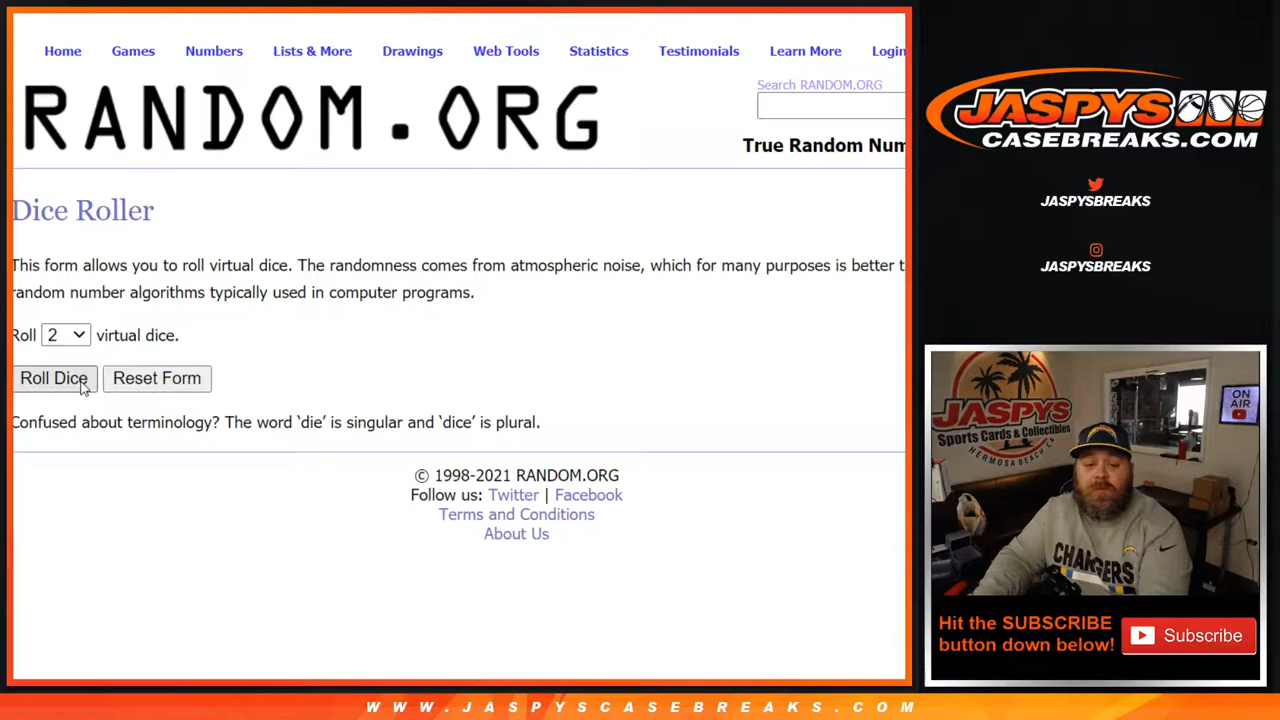 Home Games Numbers Lists & More Drawings Web Tools Statistics Testimonials Learn More Login
RANDOM.ORG
Search RANDOM.ORG
True Random Num
Dice Roller
This form allows you to roll virtual dice. The randomness comes from atmospheric noise, which for many purposes is better t
random number algorithms typically used in computer programs.
Roll 2 virtual dice.
Roll Dice Reset Form
Confused about terminology? The word ‘die’ is singular and ‘dice’ is plural.
© 1998-2021 RANDOM.ORG
Follow us: Twitter | Facebook
Terms and Conditions
About Us
JASPYS
CASEBREAKS.COM
JASPYSBREAKS
JASPYSBREAKS
JASPYS
Sports Cards & Collectibles
HERMOSA BEACH CA
ON
AIR
CHARGERS
Hit the SUBSCRIBE
button down below!
Subscribe
WWW.JASPYSCASEBREAKS.COM